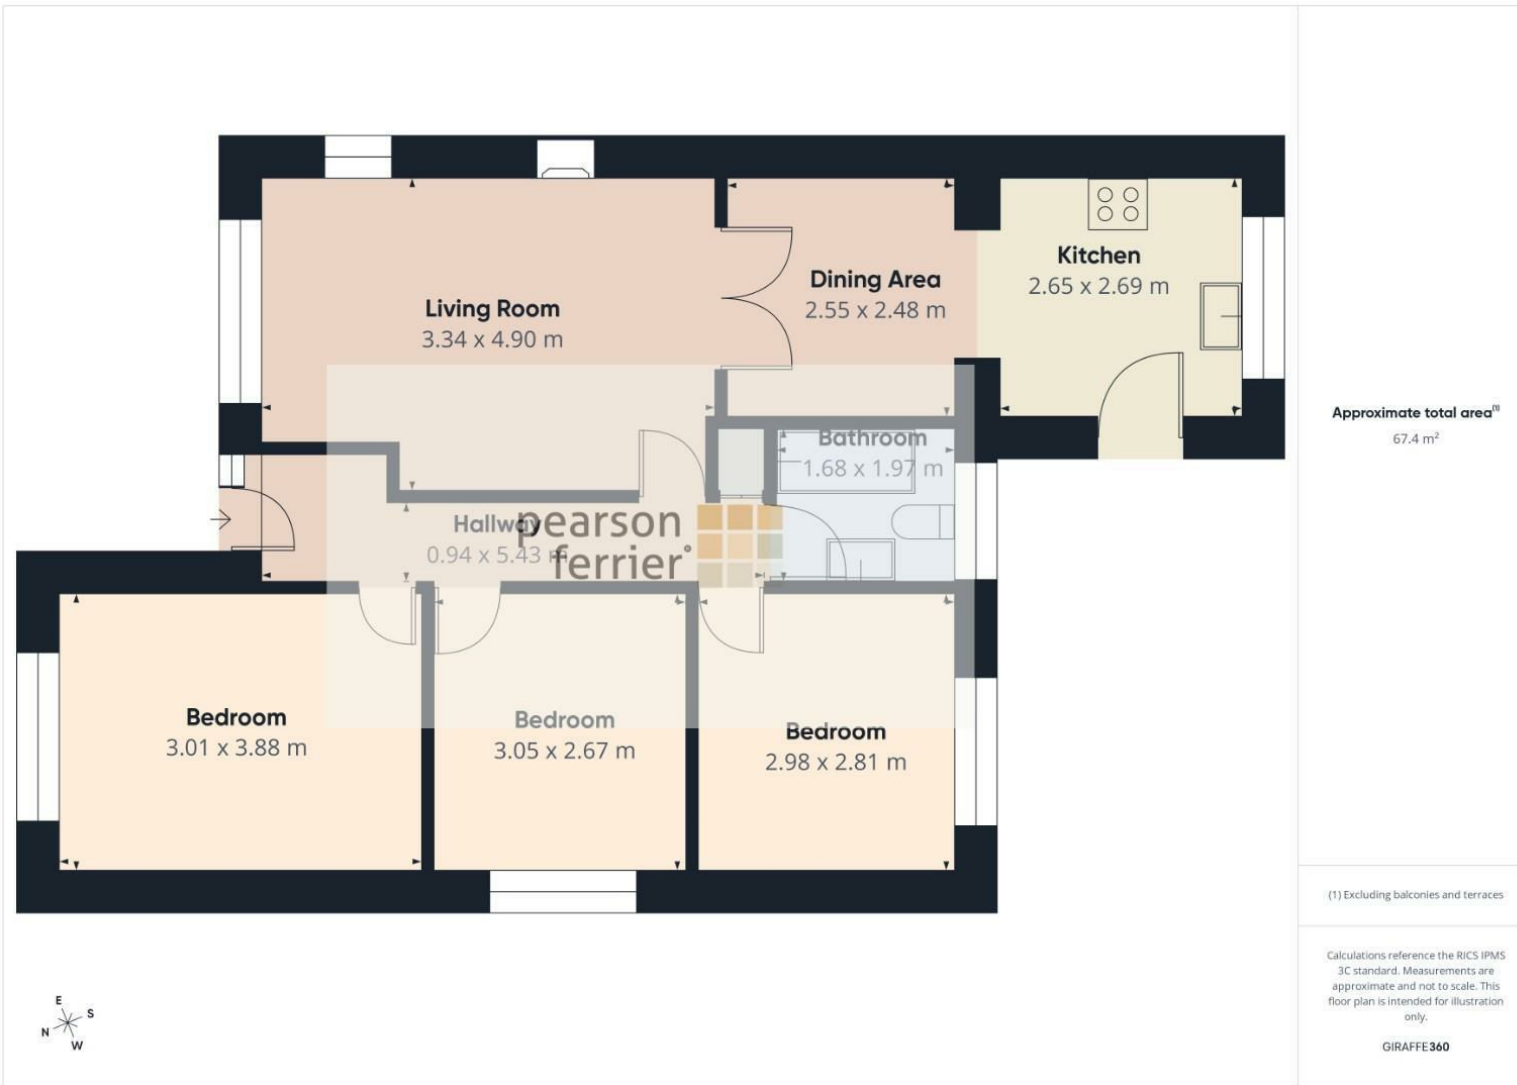 Living Room
3.34 x 4.90 m
Dining Area
2.55 x 2.48 m
Kitchen
2.65 x 2.69 m
Bathroom
1.68 x 1.97 m
Hallway
0.94 x 5.43 m
pearson
ferrier
Bedroom
3.01 x 3.88 m
Bedroom
3.05 x 2.67 m
Bedroom
2.98 x 2.81 m
E
S
N
W
Approximate total area(1)
67.4 m²
(1) Excluding balconies and terraces
Calculations reference the RICS IPMS
3C standard. Measurements are
approximate and not to scale. This
floor plan is intended for illustration
only.
GIRAFFE360